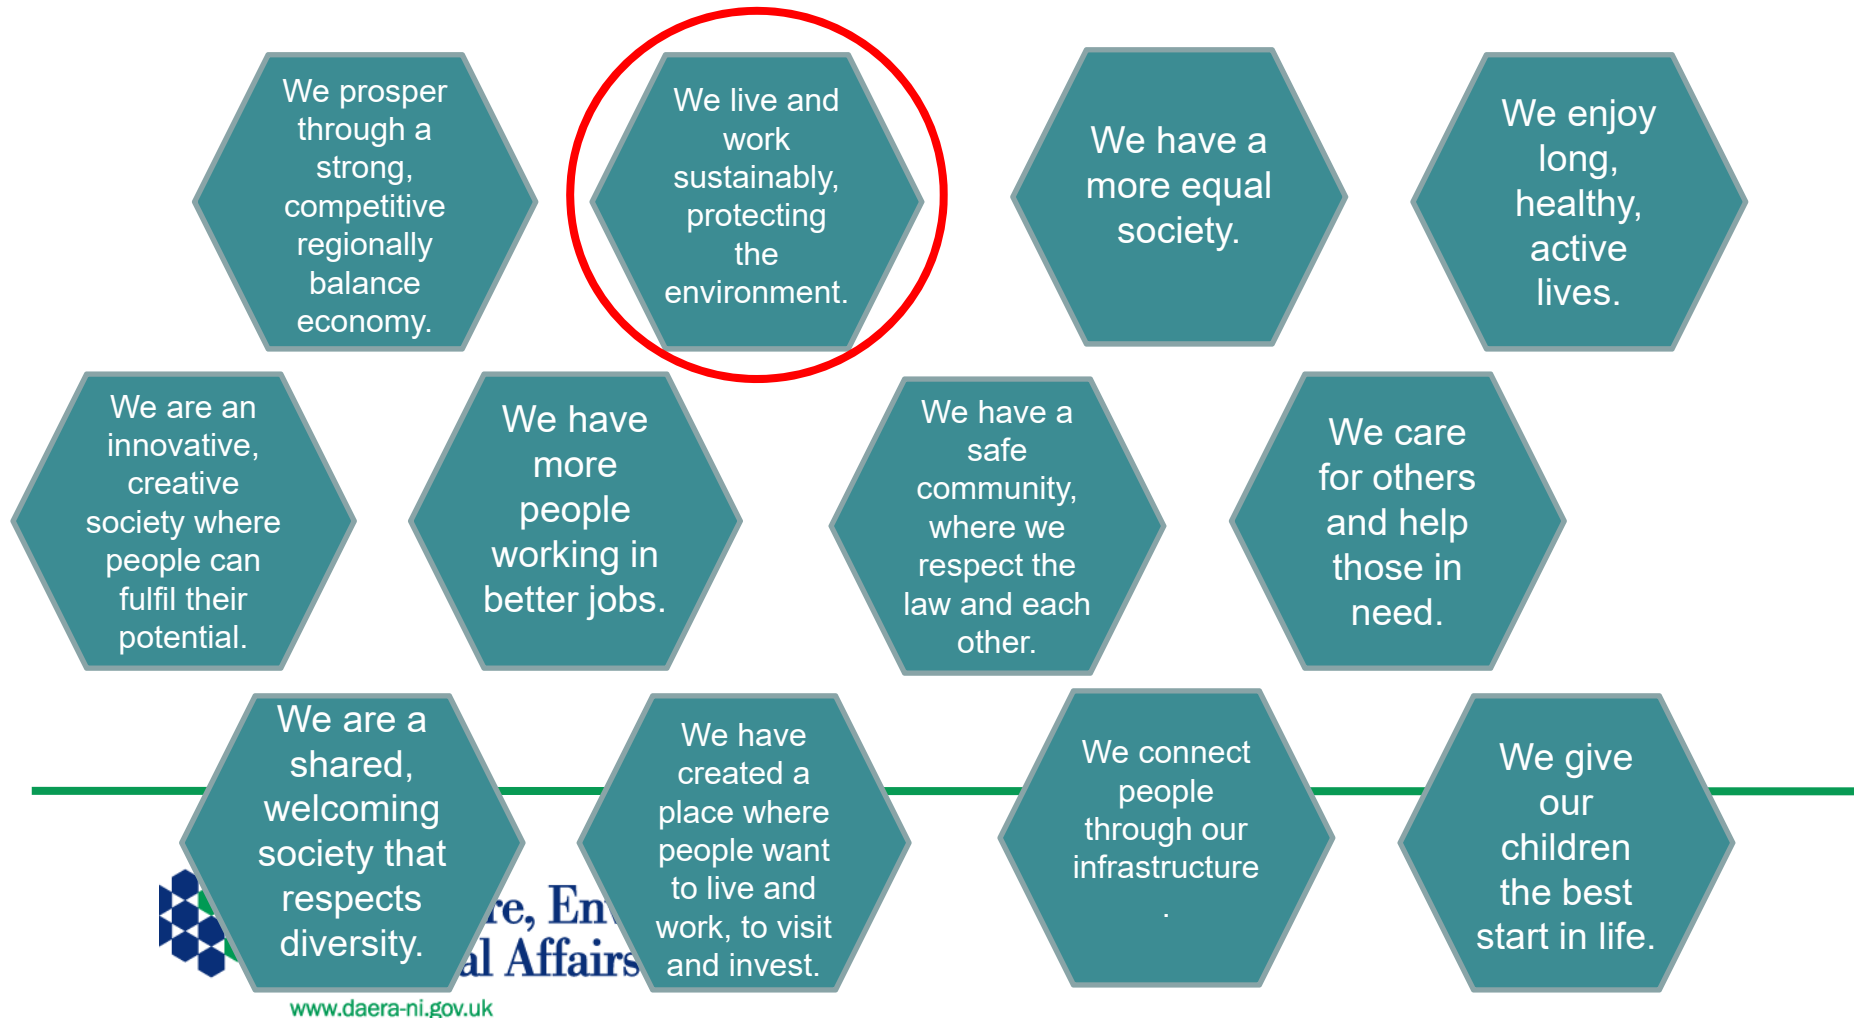 We prosper
through a
strong,
competitive
regionally
balance
economy.
We live and
work
sustainably,
protecting
the
environment.
We have a
more equal
society.
We enjoy
long,
healthy,
active
lives.
We are an
innovative,
creative
society where
people can
fulfil their
potential.
We have
more
people
working in
better jobs.
We have a
safe
community,
where we
respect the
law and each
other.
We care
for others
and help
those in
need.
We are a
shared,
welcoming
society that
respects
diversity.
We have
created a
place where
people want
to live and
work, to visit
and invest.
We connect
people
through our
infrastructure
.
We give
our
children
the best
start in life.
re, En
al Affairs
www.daera-ni.gov.uk